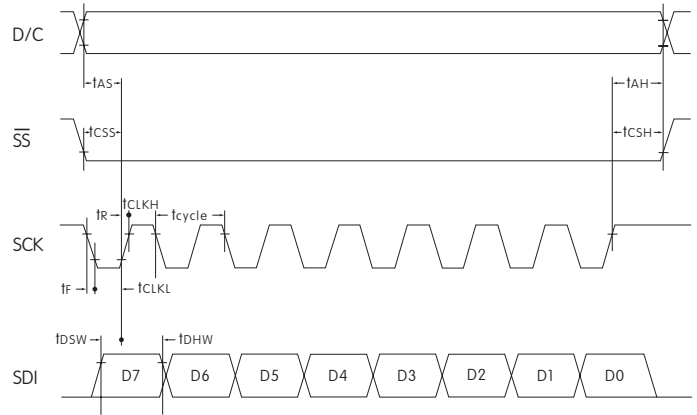 D/C
tAS
tAH
SS
tCSS
tCSH
tCLKH
tR
tcycle
SCK
tF
tCLKL
tDSW
tDHW
SDI
D7 D6 D5 D4 D3 D2 D1 D0